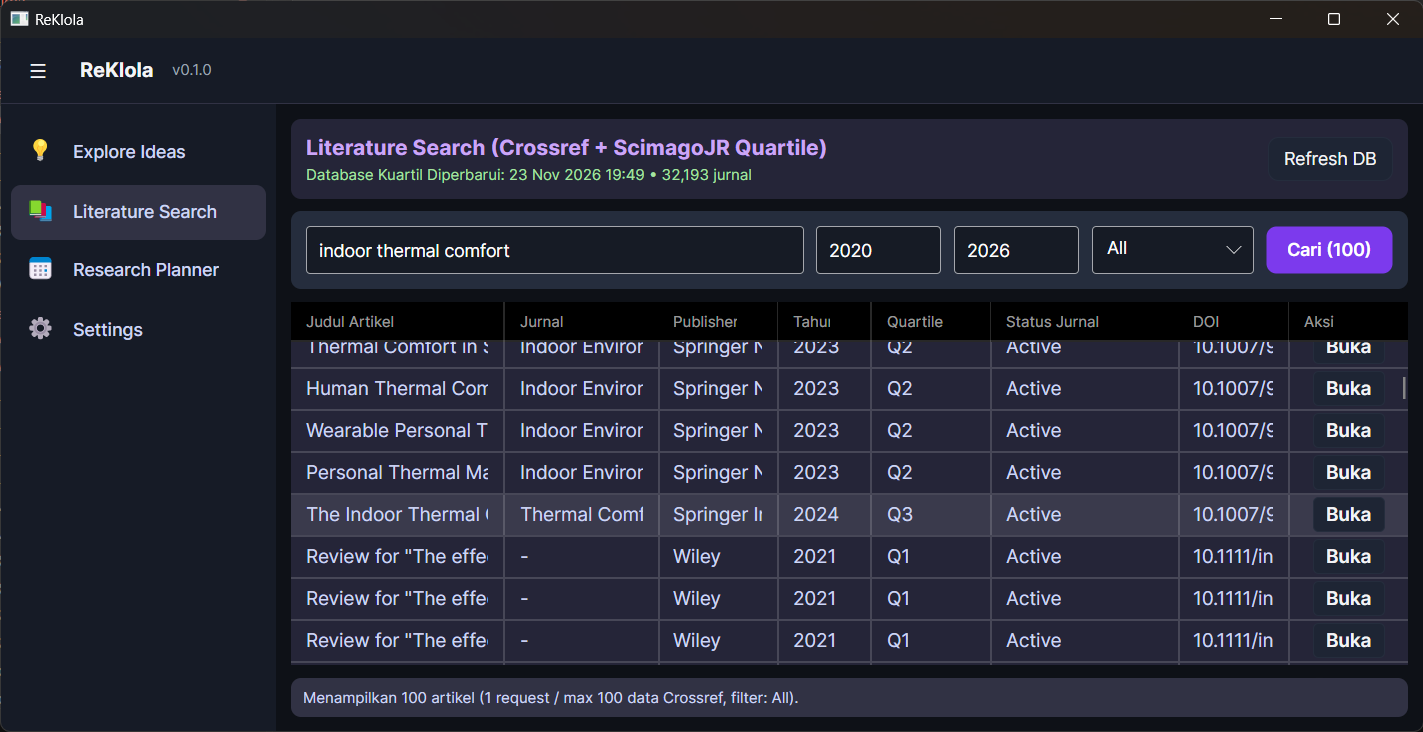 ReKlola
ReKlola v0.1.0
Explore Ideas
Literature Search
Research Planner
Settings
Literature Search (Crossref + ScimagoJR Quartile)
Database Kuartil Diperbarui: 23 Nov 2026 19:49 • 32,193 jurnal
Refresh DB
indoor thermal comfort 2020 2026 All Cari (100)
Judul Artikel Jurnal Publisher Tahun Quartile Status Jurnal DOI Aksi
Thermal Comfort in Indoor Springer 2023 Q2 Active 10.1007/9 Buka
Human Thermal Com Indoor Environ Springer N 2023 Q2 Active 10.1007/9 Buka
Wearable Personal T Indoor Environ Springer N 2023 Q2 Active 10.1007/9 Buka
Personal Thermal Ma Indoor Environ Springer N 2023 Q2 Active 10.1007/9 Buka
The Indoor Thermal Thermal Comf Springer In 2024 Q3 Active 10.1007/9 Buka
Review for "The effe - Wiley 2021 Q1 Active 10.1111/in Buka
Review for "The effe - Wiley 2021 Q1 Active 10.1111/in Buka
Review for "The effe - Wiley 2021 Q1 Active 10.1111/in Buka
Menampilkan 100 artikel (1 request / max 100 data Crossref, filter: All).